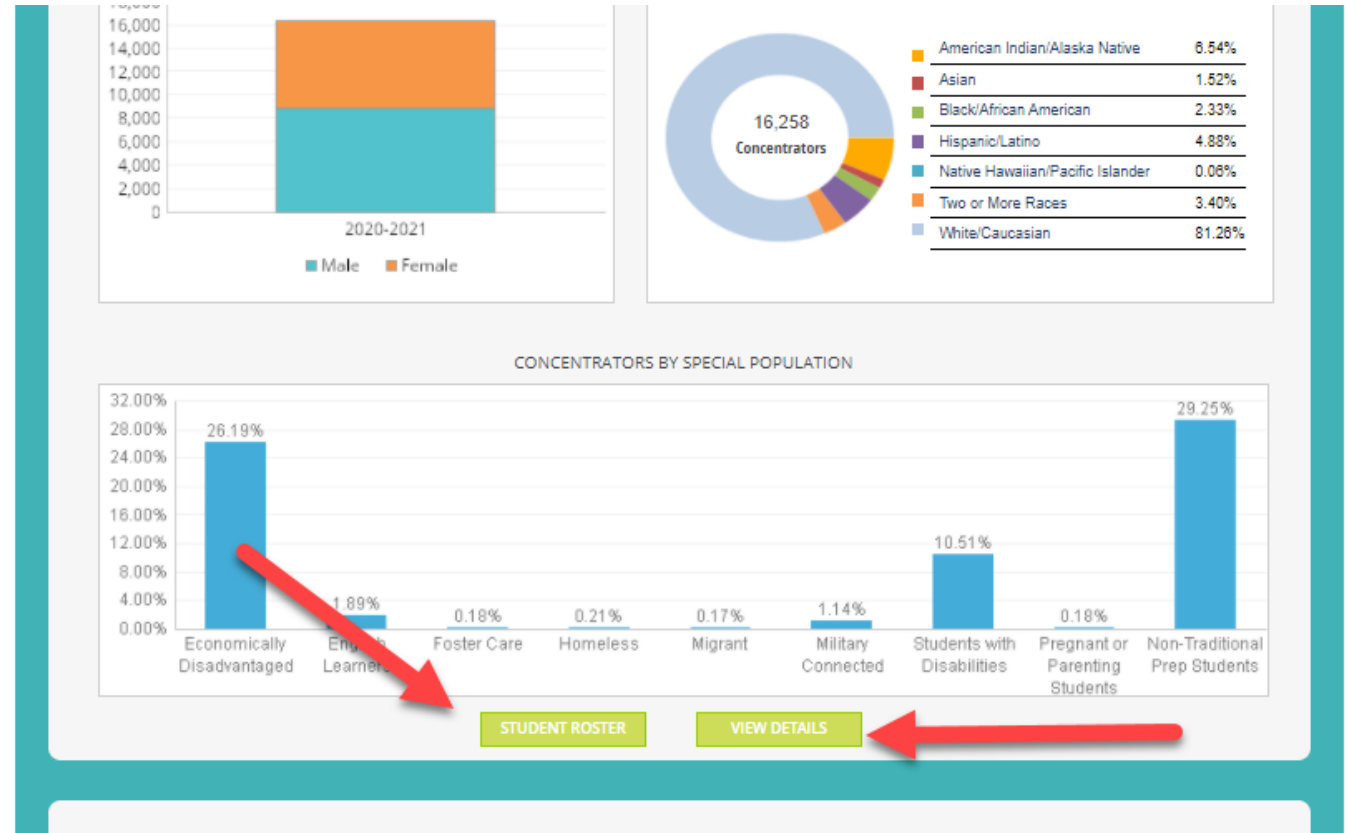 16,000
14,000
12,000
10,000
8,000
6,000
4,000
2,000
0
2020-2021
Male Female
16,258
Concentrators
American Indian/Alaska Native 6.54%
Asian 1.52%
Black/African American 2.33%
Hispanic/Latino 4.88%
Native Hawaiian/Pacific Islander 0.06%
Two or More Races 3.40%
White/Caucasian 81.26%
CONCENTRATORS BY SPECIAL POPULATION
32.00%
28.00%
24.00%
20.00%
16.00%
12.00%
8.00%
4.00%
0.00%
26.19%
1.89%
0.18%
0.21%
0.17%
1.14%
10.51%
0.18%
29.25%
Economically
Disadvantaged
English
Learners
Foster Care
Homeless
Migrant
Military
Connected
Students with
Disabilities
Pregnant or
Parenting
Students
Non-Traditional
Prep Students
STUDENT ROSTER
VIEW DETAILS